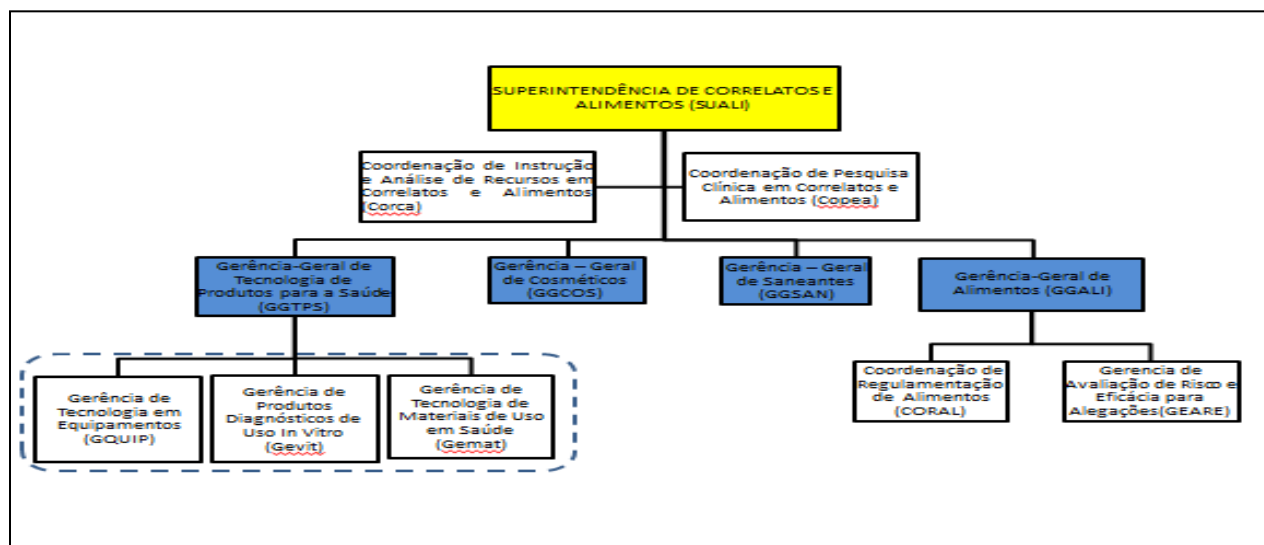 SUPERINTENDÊNCIA DE CORRELATOS E
ALIMENTOS (SUALI)
Coordenação de Instrução
e Análise de Recursos em
Correlatos e Alimentos
(Corca)
Coordenação de Pesquisa
Clínica em Correlatos e
Alimentos (Copea)
Gerência-Geral de
Tecnologia de
Produtos para a Saúde
(GGTPS)
Gerência – Geral
de Cosméticos
(GGCOS)
Gerência – Geral
de Saneantes
(GGSAN)
Gerência-Geral de
Alimentos (GGALI)
Gerência de
Tecnologia em
Equipamentos
(GQUIP)
Gerência de
Produtos
Diagnósticos de
Uso In Vitro
(Gevit)
Gerência de
Tecnologia de
Materiais de Uso
em Saúde
(Gemat)
Coordenação de
Regulamentação
de Alimentos
(CORAL)
Gerencia de
Avaliação de Risco e
Eficácia para
Alegações(GEARE)